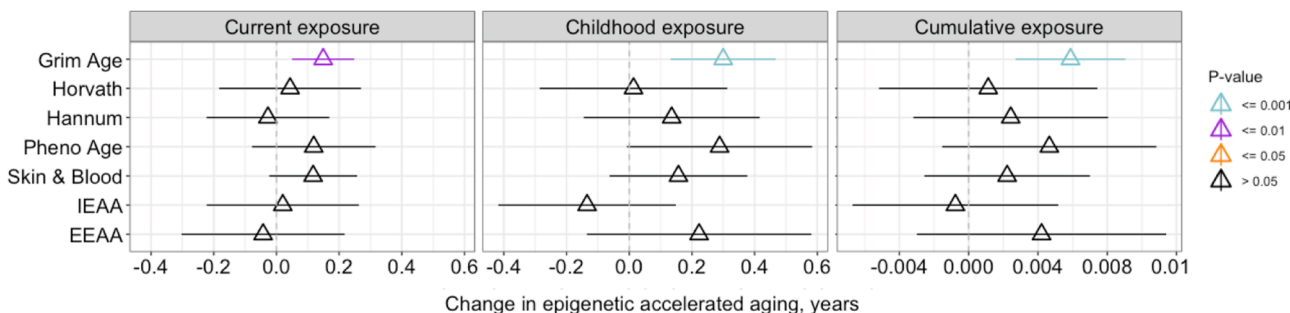 Current exposure
Childhood exposure
Cumulative exposure
Grim Age
Horvath
Hannum
Pheno Age
Skin & Blood
IEAA
EEAA
P-value
<= 0.001
<= 0.01
<= 0.05
> 0.05
-0.4 -0.2 0.0 0.2 0.4 0.6
-0.4 -0.2 0.0 0.2 0.4 0.6
-0.004 0.000 0.004 0.008 0.01
Change in epigenetic accelerated aging, years